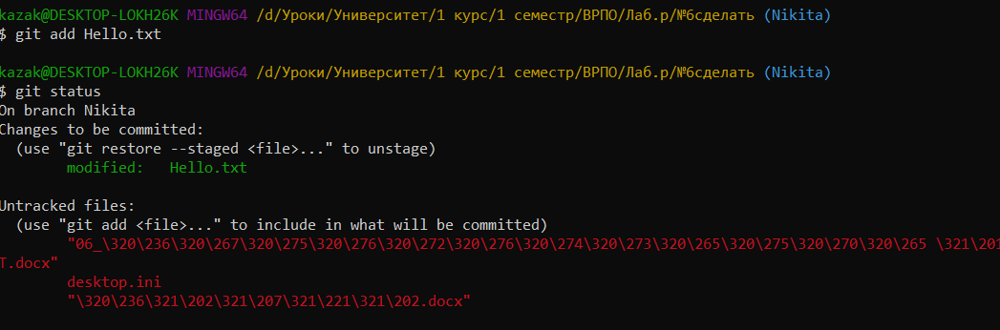 kazak@DESKTOP-LOKH26K MINGW64 /d/Уроки/Университет/1 курс/1 семестр/ВРПО/Лаб.р/№6сделать (Nikita)
$ git add Hello.txt
kazak@DESKTOP-LOKH26K MINGW64 /d/Уроки/Университет/1 курс/1 семестр/ВРПО/Лаб.р/№6сделать (Nikita)
$ git status
On branch Nikita
Changes to be committed:
(use "git restore --staged <file>..." to unstage)
modified: Hello.txt
Untracked files:
(use "git add <file>..." to include in what will be committed)
"06_\320\236\320\267\320\275\320\276\320\272\320\276\320\274\320\273\320\265\320\275\320\270\320\265 \321\201
T.docx"
desktop.ini
"\320\236\321\202\321\207\321\221\321\202.docx"